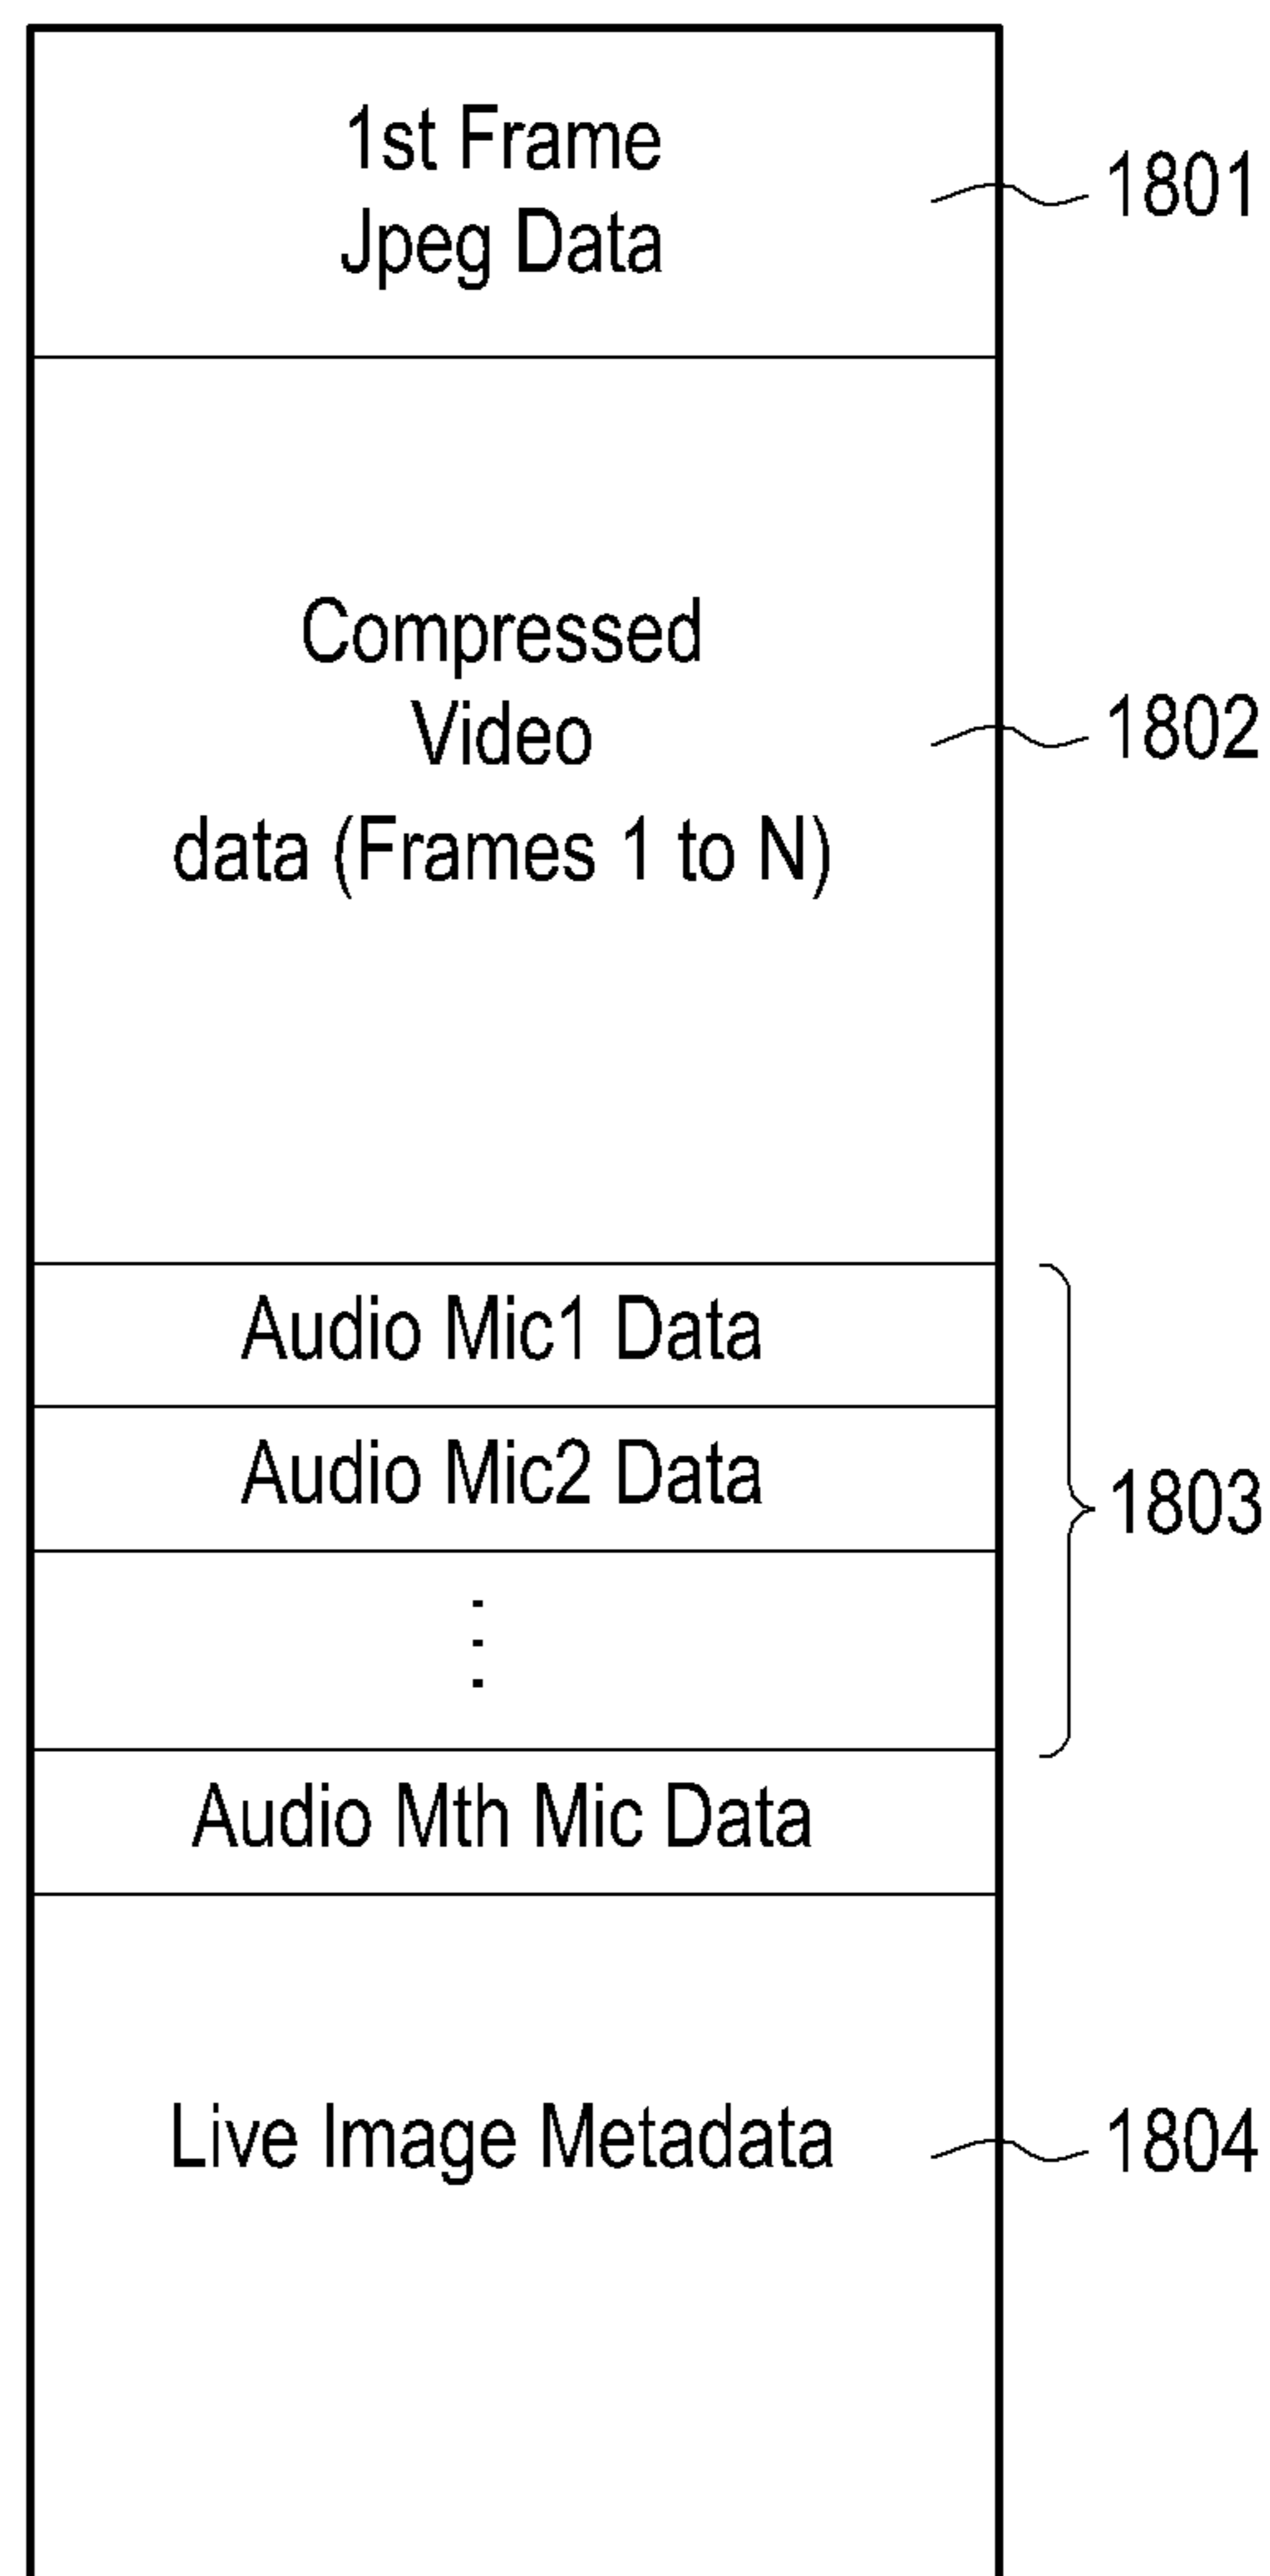 1st Frame
Jpeg Data
1801
Compressed
Video
data (Frames 1 to N)
1802
Audio Mic1 Data
Audio Mic2 Data
⋮
1803
Audio Mth Mic Data
Live Image Metadata
1804